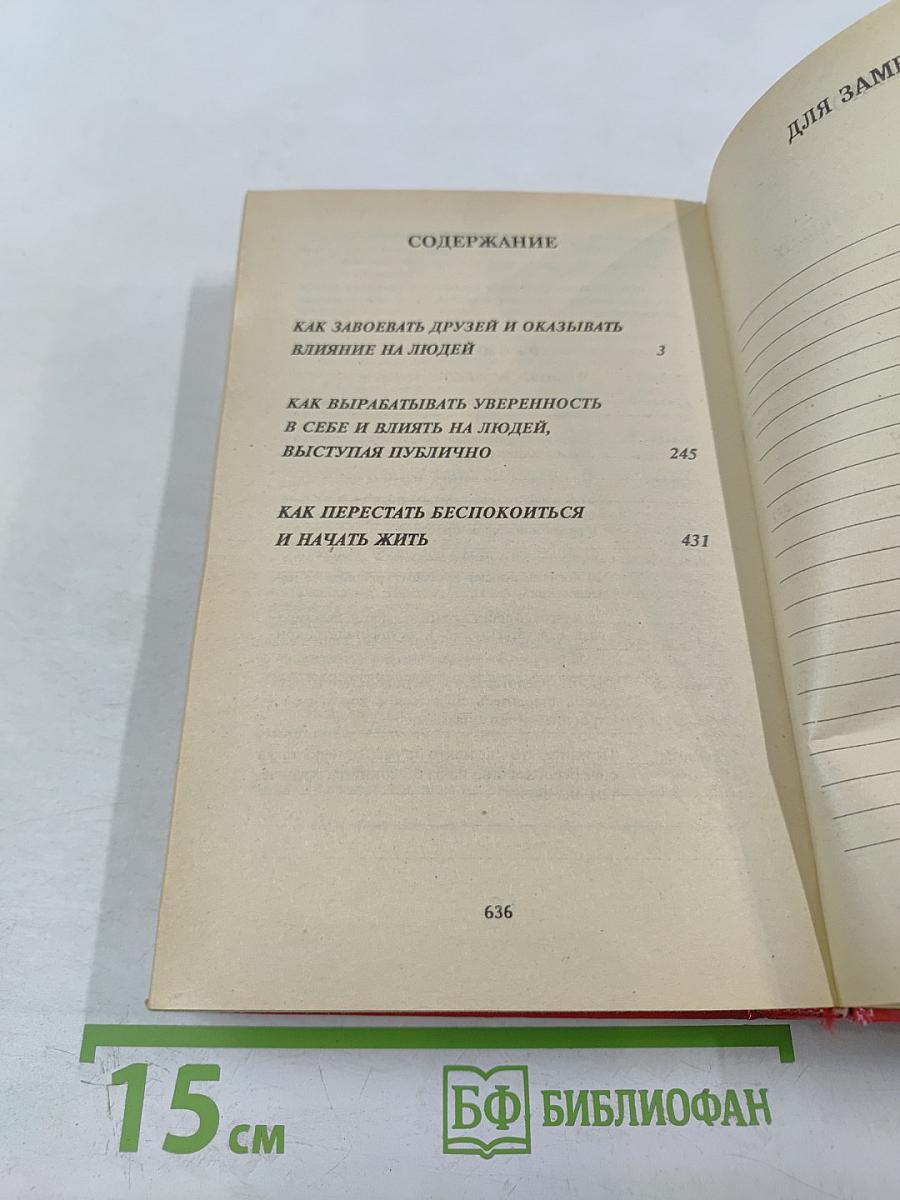 СОДЕРЖАНИЕ
КАК ЗАВОЕВАТЬ ДРУЗЕЙ И ОКАЗЫВАТЬ
ВЛИЯНИЕ НА ЛЮДЕЙ 3
КАК ВЫРАБАТЫВАТЬ УВЕРЕННОСТЬ
В СЕБЕ И ВЛИЯТЬ НА ЛЮДЕЙ,
ВЫСТУПАЯ ПУБЛИЧНО 245
КАК ПЕРЕСТАТЬ БЕСПОКОИТЬСЯ
И НАЧАТЬ ЖИТЬ 431
636
ДЛЯ
15 см
БФ БИБЛИОФАН